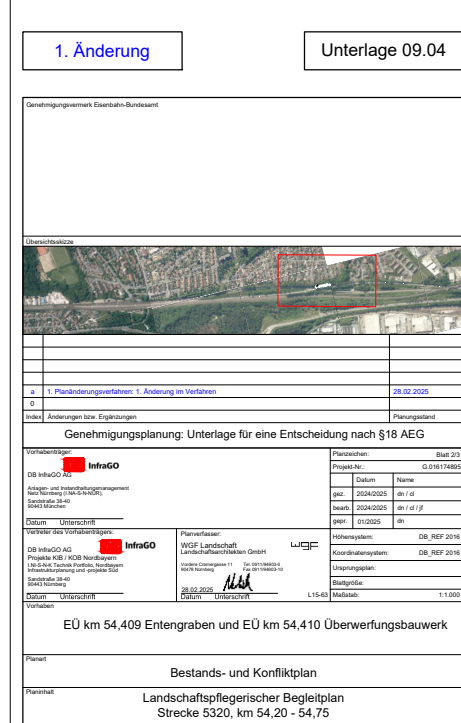 1. Änderung
Unterlage 09.04
Genehmigungsvermerk Eisenbahn-Bundesamt
Übersichtsskizze
a 1. Planänderungsverfahren: 1. Änderung im Verfahren 28.02.2025
0
Index Änderungen bzw. Ergänzungen Planungsstand
Genehmigungsplanung: Unterlage für eine Entscheidung nach §18 AEG
Vorhabenträger:
InfraGO
DB InfraGO AG
Anlagen- und Instandhaltungsmanagement
Netz Nürnberg (I.NA-S-N-NÜR),
Sandstraße 38-40
90443 München
Datum Unterschrift
Planzeichen: Blatt 2/3
Projekt-Nr.: G.016174895
Datum Name
gez. 2024/2025 dn / cl
bearb. 2024/2025 dn / cl / jf
gepr. 01/2025 dn
Vertreter des Vorhabenträgers:
InfraGO
DB InfraGO AG
Projekte KIB / KOB Nordbayern
I.NI-S-N-K Technik Portfolio, Nordbayern
Infrastrukturplanung und -projekte Süd
Sandstraße 38-40
90443 Nürnberg
Datum Unterschrift
Planverfasser:
WGF Landschaft
Landschaftsarchitekten GmbH
WGF
Vordere Cramergasse 11 Tel. 0911/94603-0
90478 Nürnberg Fax 0911/94603-10
28.02.2025
Datum Unterschrift L15-63
Höhensystem: DB_REF 2016
Koordinatensystem: DB_REF 2016
Ursprungsplan:
Blattgröße:
Maßstab: 1:1.000
Vorhaben
EÜ km 54,409 Entengraben und EÜ km 54,410 Überwerfungsbauwerk
Planart
Bestands- und Konfliktplan
Planinhalt
Landschaftspflegerischer Begleitplan
Strecke 5320, km 54,20 - 54,75